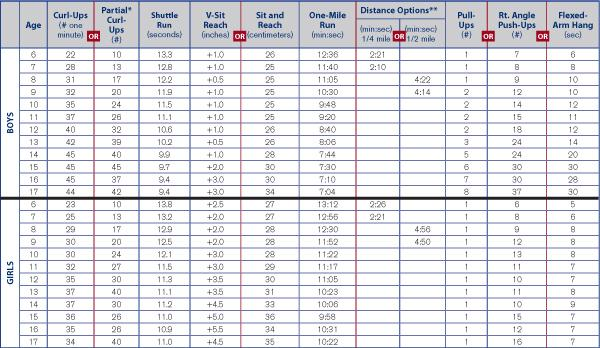 Age Curl-Ups (# one minute) OR Partial* Curl-Ups (#) Shuttle Run (seconds) V-Sit Reach (inches) OR Sit and Reach (centimeters) One-Mile Run (min:sec) OR Distance Options** (min:sec) 1/4 mile OR (min:sec) 1/2 mile Pull-Ups (#) OR Rt. Angle Push-Ups (#) OR Flexed-Arm Hang (sec)
BOYS
6 22 10 13.3 +1.0 26 12:36 2:21 1 7 6
7 28 13 12.8 +1.0 25 11:40 2:10 1 8 8
8 31 17 12.2 +0.5 25 11:05 4:22 1 9 10
9 32 20 11.9 +1.0 25 10:30 4:14 2 12 10
10 35 24 11.5 +1.0 25 9:48 2 14 12
11 37 26 11.1 +1.0 25 9:20 2 15 11
12 40 32 10.6 +1.0 26 8:40 2 18 12
13 42 39 10.2 +0.5 26 8:06 3 24 14
14 45 40 9.9 +1.0 28 7:44 5 24 20
15 45 45 9.7 +2.0 30 7:30 6 30 30
16 45 37 9.4 +3.0 30 7:10 7 30 28
17 44 42 9.4 +3.0 34 7:04 8 37 30
GIRLS
6 23 10 13.8 +2.5 27 13:12 2:26 1 6 5
7 25 13 13.2 +2.0 27 12:56 2:21 1 8 6
8 29 17 12.9 +2.0 28 12:30 4:56 1 9 8
9 30 20 12.5 +2.0 28 11:52 4:50 1 12 8
10 30 24 12.1 +3.0 28 11:22 1 13 8
11 32 27 11.5 +3.0 29 11:17 1 11 7
12 35 30 11.3 +3.5 30 11:05 1 10 7
13 37 40 11.1 +3.5 31 10:23 1 11 8
14 37 30 11.2 +4.5 33 10:06 1 10 9
15 36 26 11.0 +5.0 36 9:58 1 15 7
16 35 26 10.9 +5.5 34 10:31 1 12 7
17 34 40 11.0 +4.5 35 10:22 1 16 7